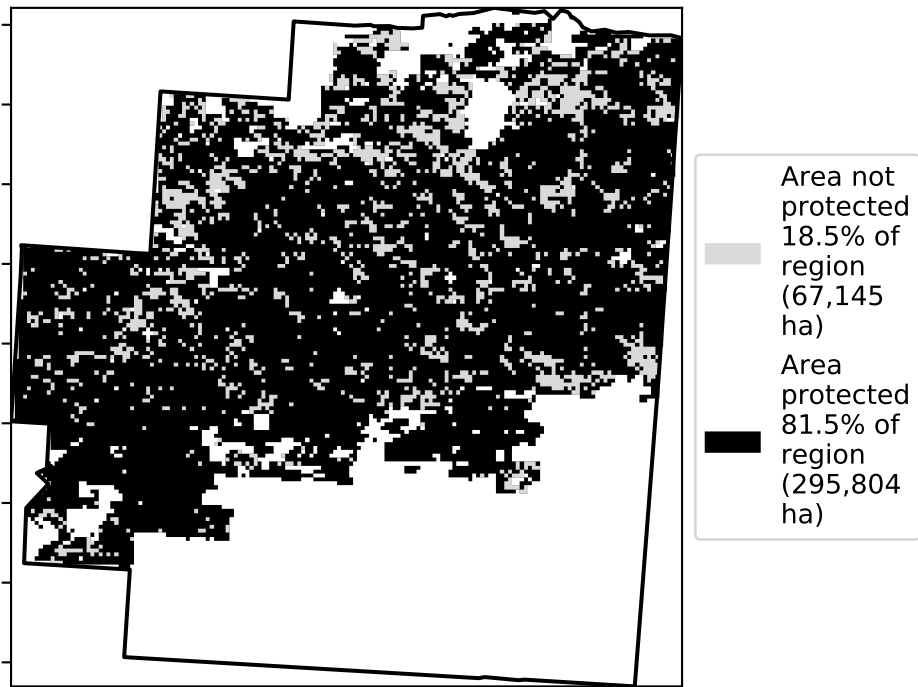 Area not
protected
18.5% of
region
(67,145
ha)
Area
protected
81.5% of
region
(295,804
ha)